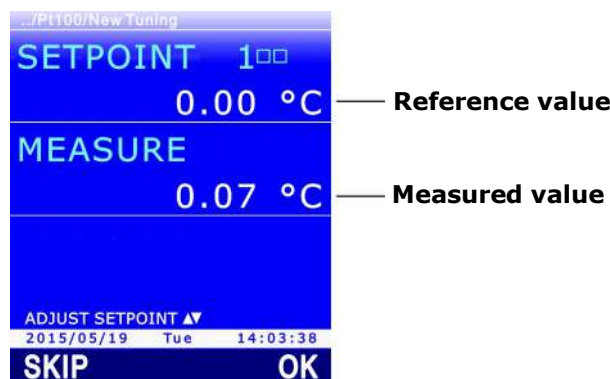 ../Pt100/New Tuning
SETPOINT 1□□
0.00 °C
Reference value
MEASURE
0.07 °C
Measured value
ADJUST SETPOINT ▲▼
2015/05/19 Tue 14:03:38
SKIP OK